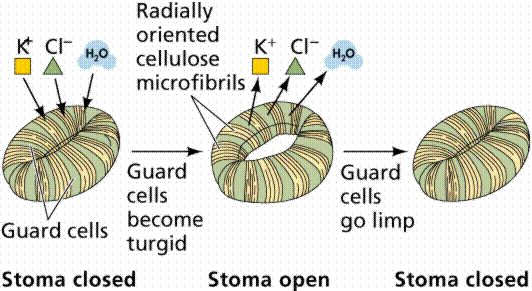 K+ Cl− H₂O
Radially
oriented
cellulose
microfibrils
K+ Cl− H₂O
Guard cells
Guard
cells
become
turgid
Guard
cells
go limp
Stoma closed
Stoma open
Stoma closed